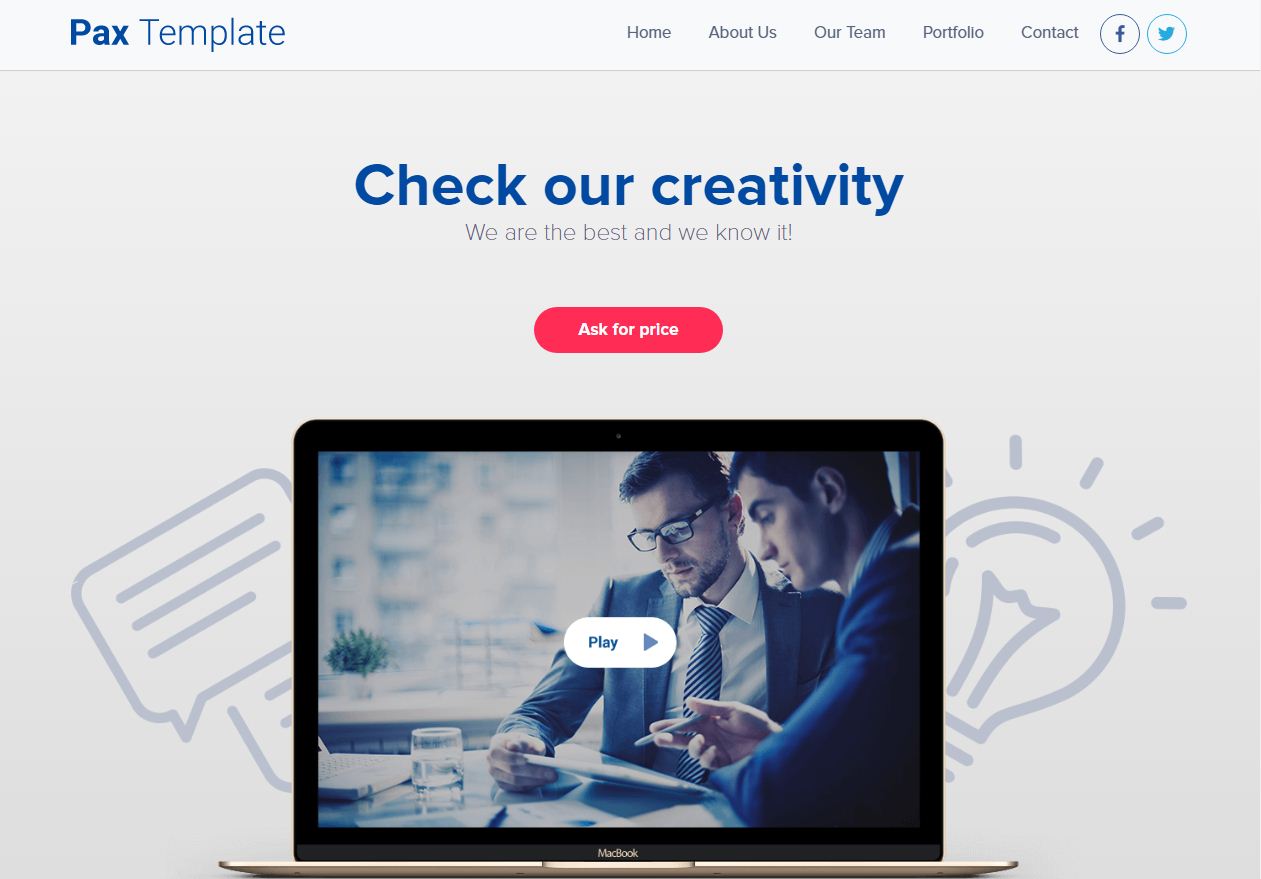 Pax Template
Home About Us Our Team Portfolio Contact
Check our creativity
We are the best and we know it!
Ask for price
Play
MacBook